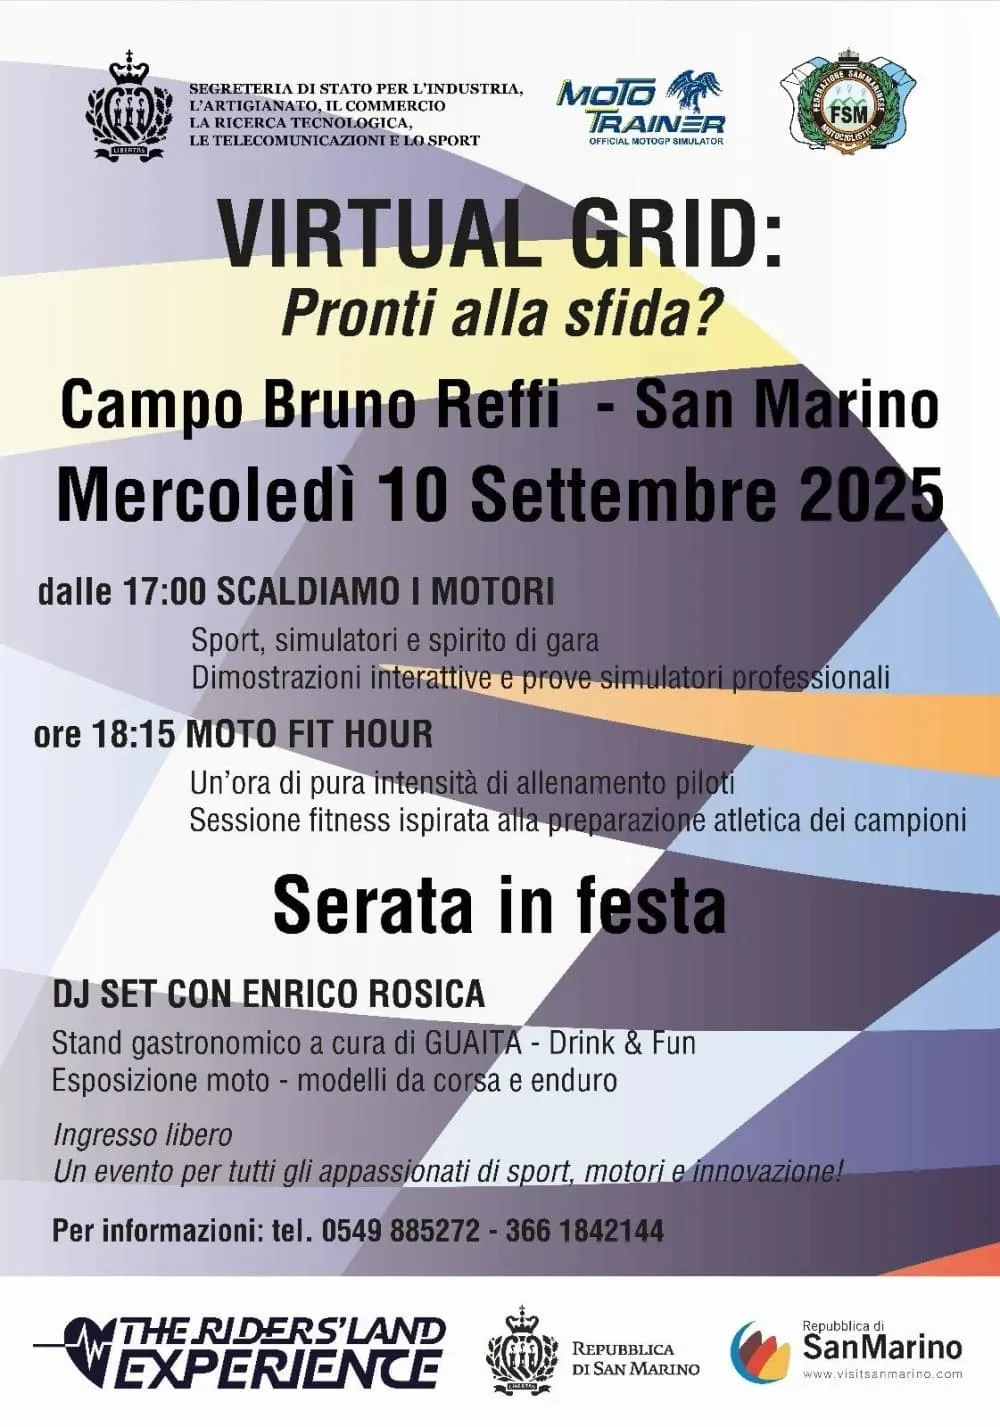 SEGRETERIA DI STATO PER L'INDUSTRIA,
L'ARTIGIANATO, IL COMMERCIO
LA RICERCA TECNOLOGICA,
LE TELECOMUNICAZIONI E LO SPORT
LIBERTAS
MOTO
TRAINER
OFFICIAL MOTOGP SIMULATOR
FEDERAZIONE SAMMARINESE
FSM
MOTOCICLISTICA
VIRTUAL GRID:
Pronti alla sfida?
Campo Bruno Reffi - San Marino
Mercoledì 10 Settembre 2025
dalle 17:00 SCALDIAMO I MOTORI
Sport, simulatori e spirito di gara
Dimostrazioni interattive e prove simulatori professionali
ore 18:15 MOTO FIT HOUR
Un'ora di pura intensità di allenamento piloti
Sessione fitness ispirata alla preparazione atletica dei campioni
Serata in festa
DJ SET CON ENRICO ROSICA
Stand gastronomico a cura di GUAITA - Drink & Fun
Esposizione moto - modelli da corsa e enduro
Ingresso libero
Un evento per tutti gli appassionati di sport, motori e innovazione!
Per informazioni: tel. 0549 885272 - 366 1842144
THE RIDERS' LAND
EXPERIENCE
LIBERTAS
REPUBBLICA
DI SAN MARINO
Repubblica di
SanMarino
www.visitsanmarino.com